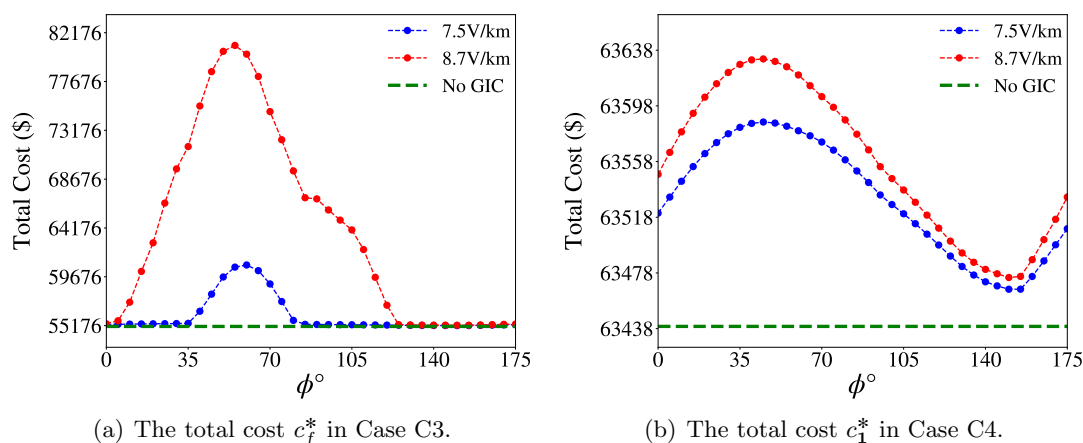 82176
77676
73176
68676
64176
59676
55176
Total Cost ($)
7.5V/km
8.7V/km
No GIC
0
35
70
105
140
175
ϕ°
(a) The total cost c*_f in Case C3.
63638
63598
63558
63518
63478
63438
Total Cost ($)
7.5V/km
8.7V/km
No GIC
0
35
70
105
140
175
ϕ°
(b) The total cost c*_1 in Case C4.